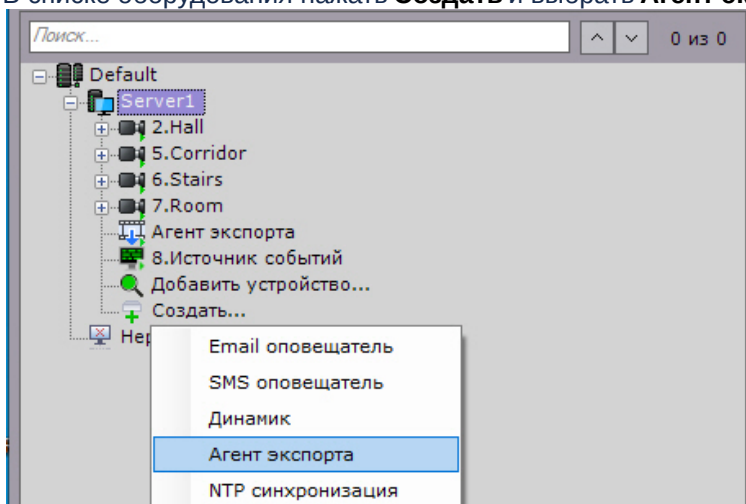 В списке оборудования нажать Создать и выбрать Агент
Поиск...
0 из 0
Default
Server1
2.Hall
5.Corridor
6.Stairs
7.Room
Агент экспорта
8.Источник событий
Добавить устройство...
Создать...
Email оповещатель
SMS оповещатель
Динамик
Агент экспорта
NTP синхронизация